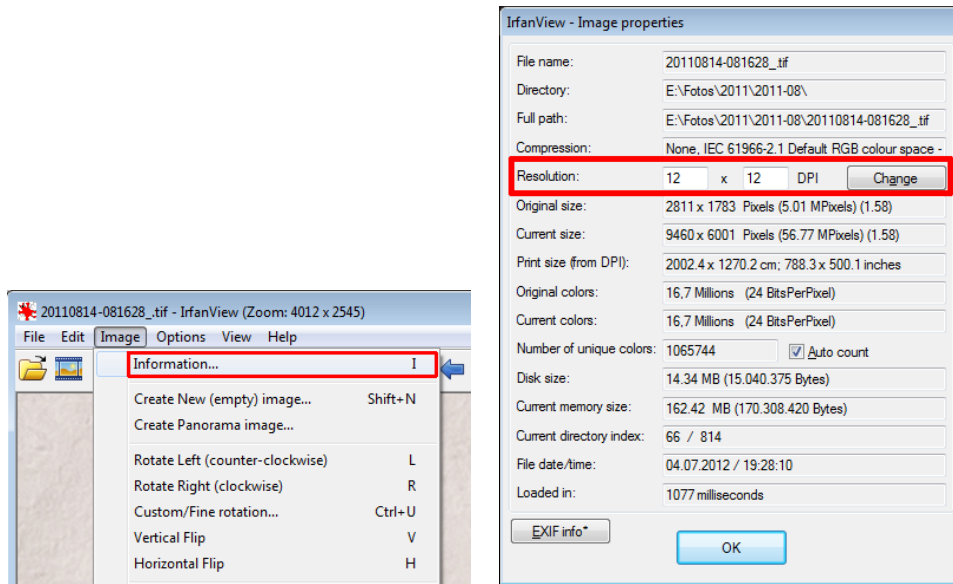 20110814-081628_.tif - IrfanView (Zoom: 4012 x 2545)
File Edit Image Options View Help
Information... I
Create New (empty) image... Shift+N
Create Panorama image...
Rotate Left (counter-clockwise) L
Rotate Right (clockwise) R
Custom/Fine rotation... Ctrl+U
Vertical Flip V
Horizontal Flip H
IrfanView - Image properties
File name: 20110814-081628_.tif
Directory: E:\Fotos\2011\2011-08\
Full path: E:\Fotos\2011\2011-08\20110814-081628_.tif
Compression: None, IEC 61966-2.1 Default RGB colour space -
Resolution: 12 x 12 DPI Change
Original size: 2811 x 1783 Pixels (5.01 MPixels) (1.58)
Current size: 9460 x 6001 Pixels (56.77 MPixels) (1.58)
Print size (from DPI): 2002.4 x 1270.2 cm; 788.3 x 500.1 inches
Original colors: 16,7 Millions (24 BitsPerPixel)
Current colors: 16,7 Millions (24 BitsPerPixel)
Number of unique colors: 1065744 Auto count
Disk size: 14.34 MB (15.040.375 Bytes)
Current memory size: 162.42 MB (170.308.420 Bytes)
Current directory index: 66 / 814
File date/time: 04.07.2012 / 19:28:10
Loaded in: 1077 milliseconds
EXIF info*
OK